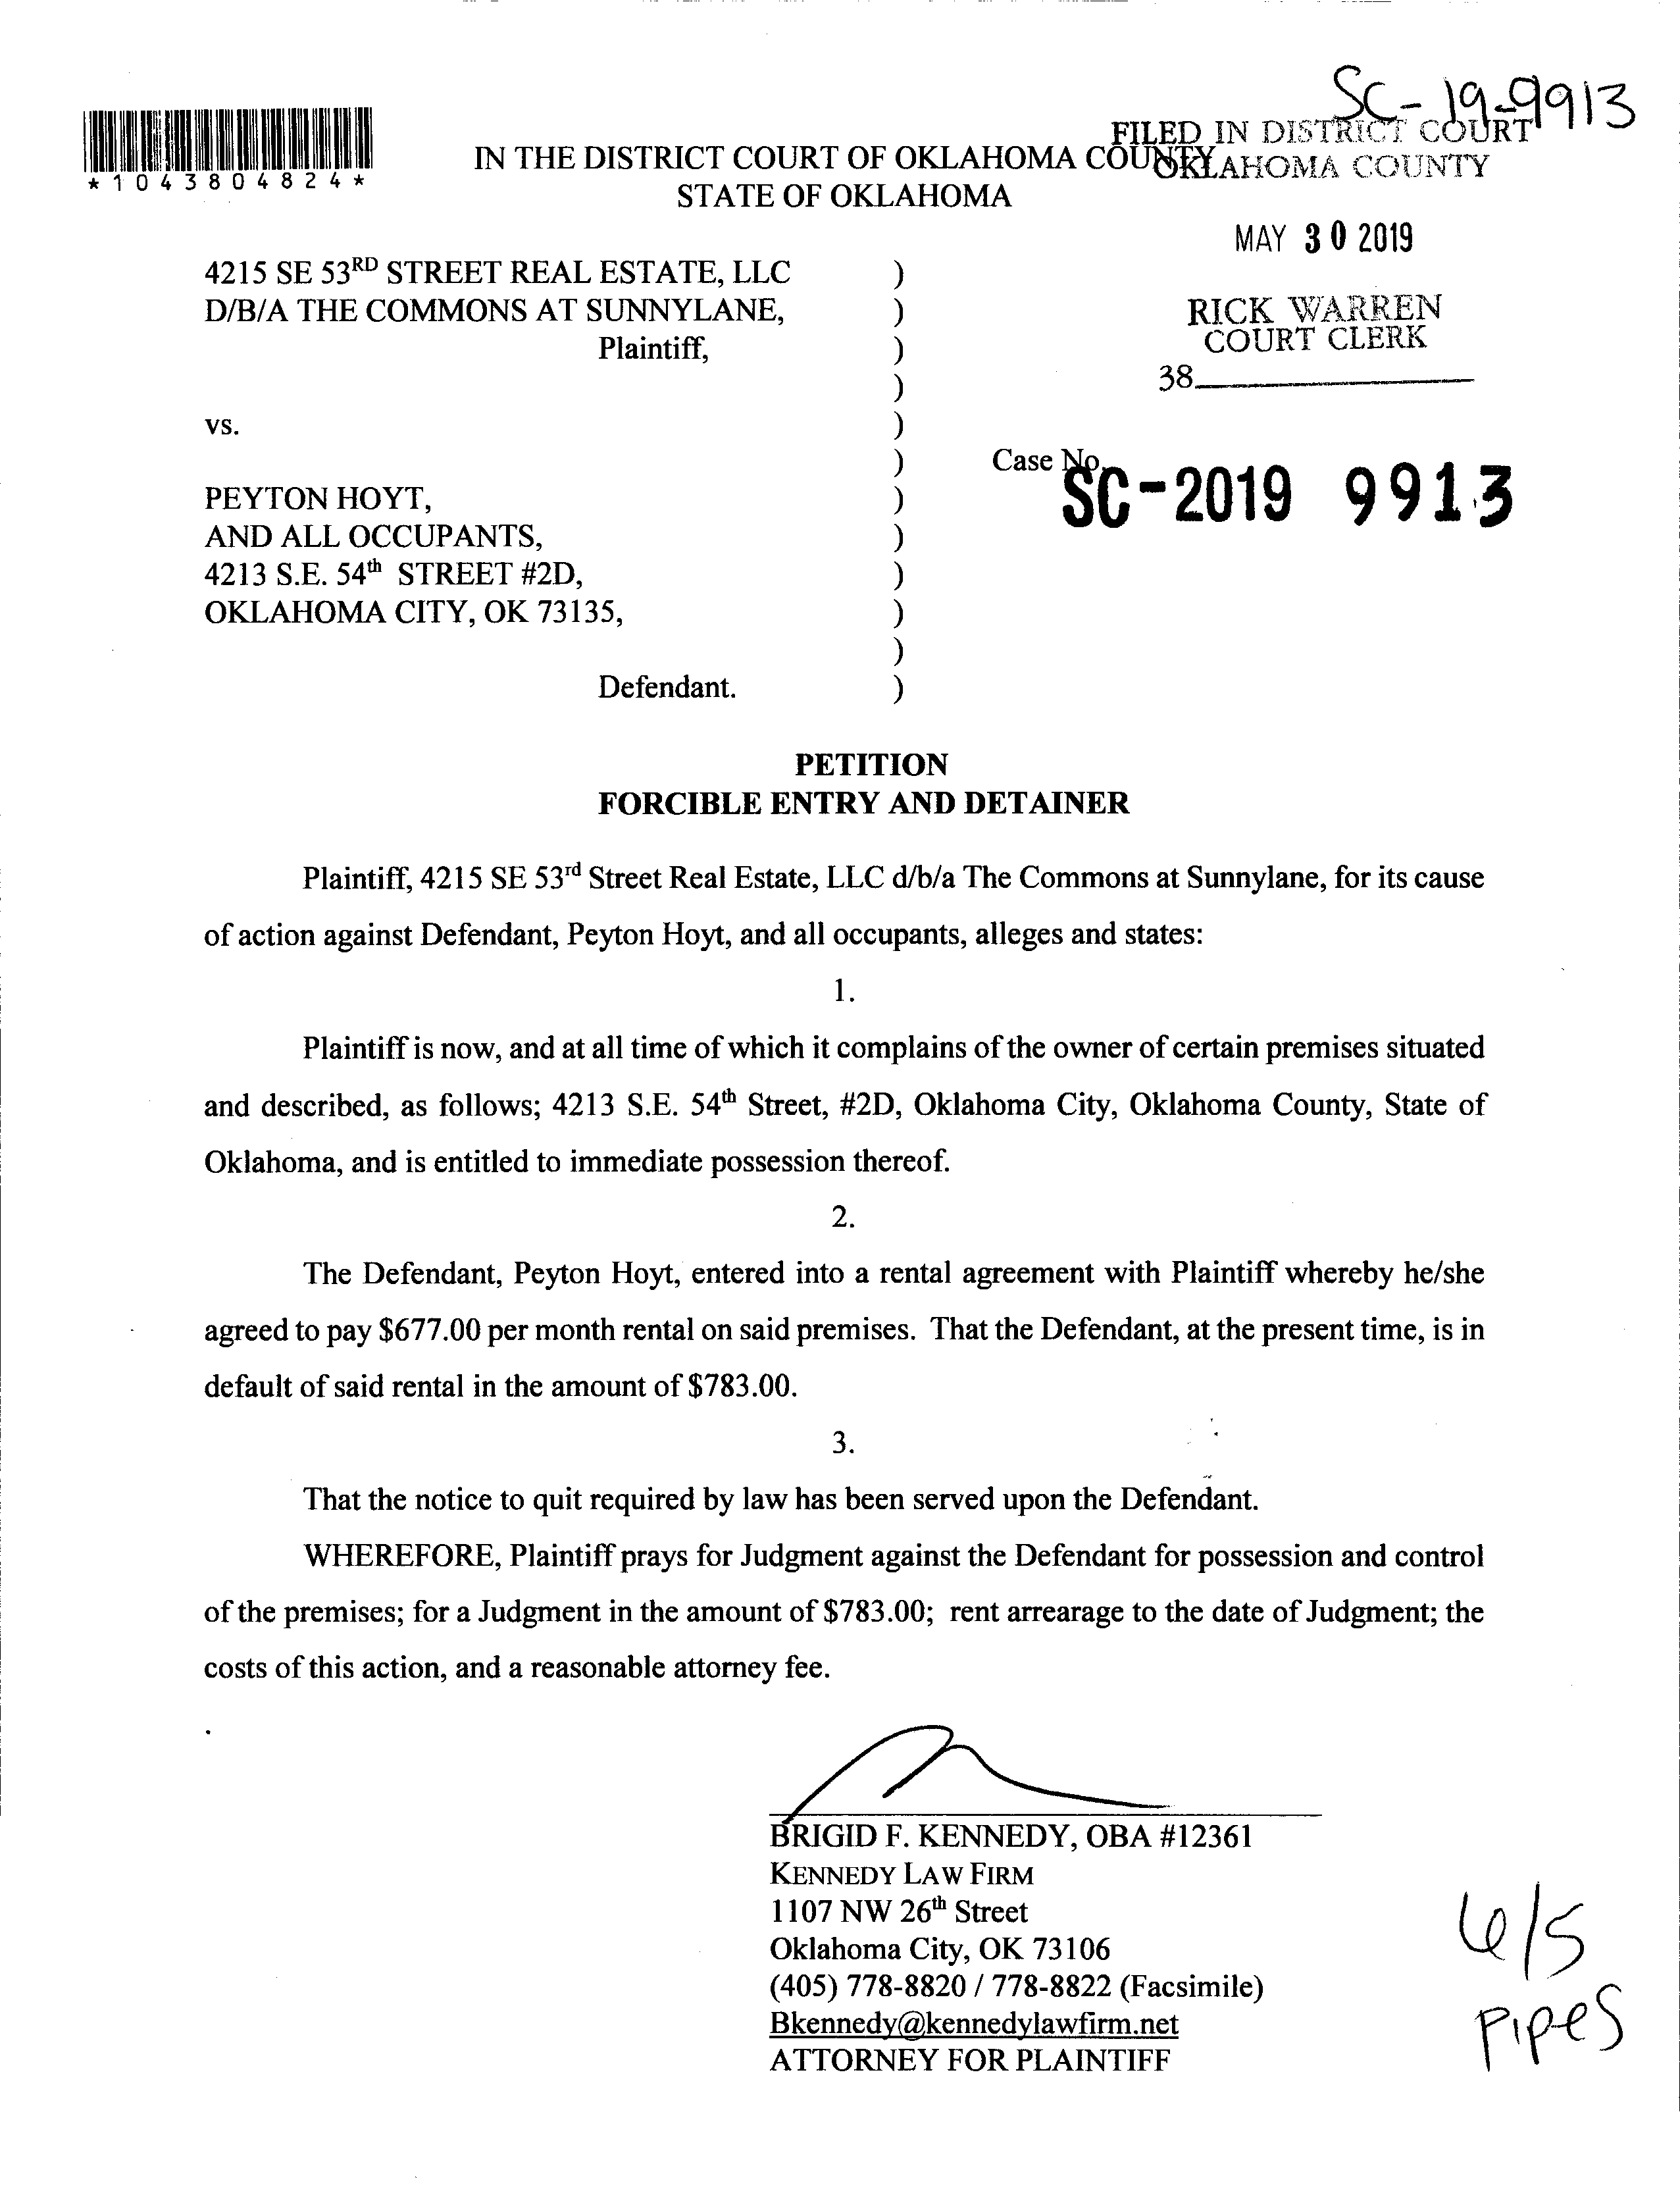 SC-19-9913
*1043804824*
FILED IN DISTRICT COURT
OKLAHOMA COUNTY
IN THE DISTRICT COURT OF OKLAHOMA COUNTY
STATE OF OKLAHOMA
MAY 30 2019
RICK WARREN
COURT CLERK
38
4215 SE 53RD STREET REAL ESTATE, LLC )
D/B/A THE COMMONS AT SUNNYLANE, )
Plaintiff, )
)
vs. )
) Case No.
SC-2019 9913
PEYTON HOYT, )
AND ALL OCCUPANTS, )
4213 S.E. 54th STREET #2D, )
OKLAHOMA CITY, OK 73135, )
)
Defendant. )
PETITION
FORCIBLE ENTRY AND DETAINER
Plaintiff, 4215 SE 53rd Street Real Estate, LLC d/b/a The Commons at Sunnylane, for its cause
of action against Defendant, Peyton Hoyt, and all occupants, alleges and states:
1.
Plaintiff is now, and at all time of which it complains of the owner of certain premises situated
and described, as follows; 4213 S.E. 54th Street, #2D, Oklahoma City, Oklahoma County, State of
Oklahoma, and is entitled to immediate possession thereof.
2.
The Defendant, Peyton Hoyt, entered into a rental agreement with Plaintiff whereby he/she
agreed to pay $677.00 per month rental on said premises. That the Defendant, at the present time, is in
default of said rental in the amount of $783.00.
3.
That the notice to quit required by law has been served upon the Defendant.
WHEREFORE, Plaintiff prays for Judgment against the Defendant for possession and control
of the premises; for a Judgment in the amount of $783.00; rent arrearage to the date of Judgment; the
costs of this action, and a reasonable attorney fee.
BRIGID F. KENNEDY, OBA #12361
KENNEDY LAW FIRM
1107 NW 26th Street
Oklahoma City, OK 73106
(405) 778-8820 / 778-8822 (Facsimile)
Bkennedy@kennedylawfirm.net
ATTORNEY FOR PLAINTIFF
6/5
Pipes